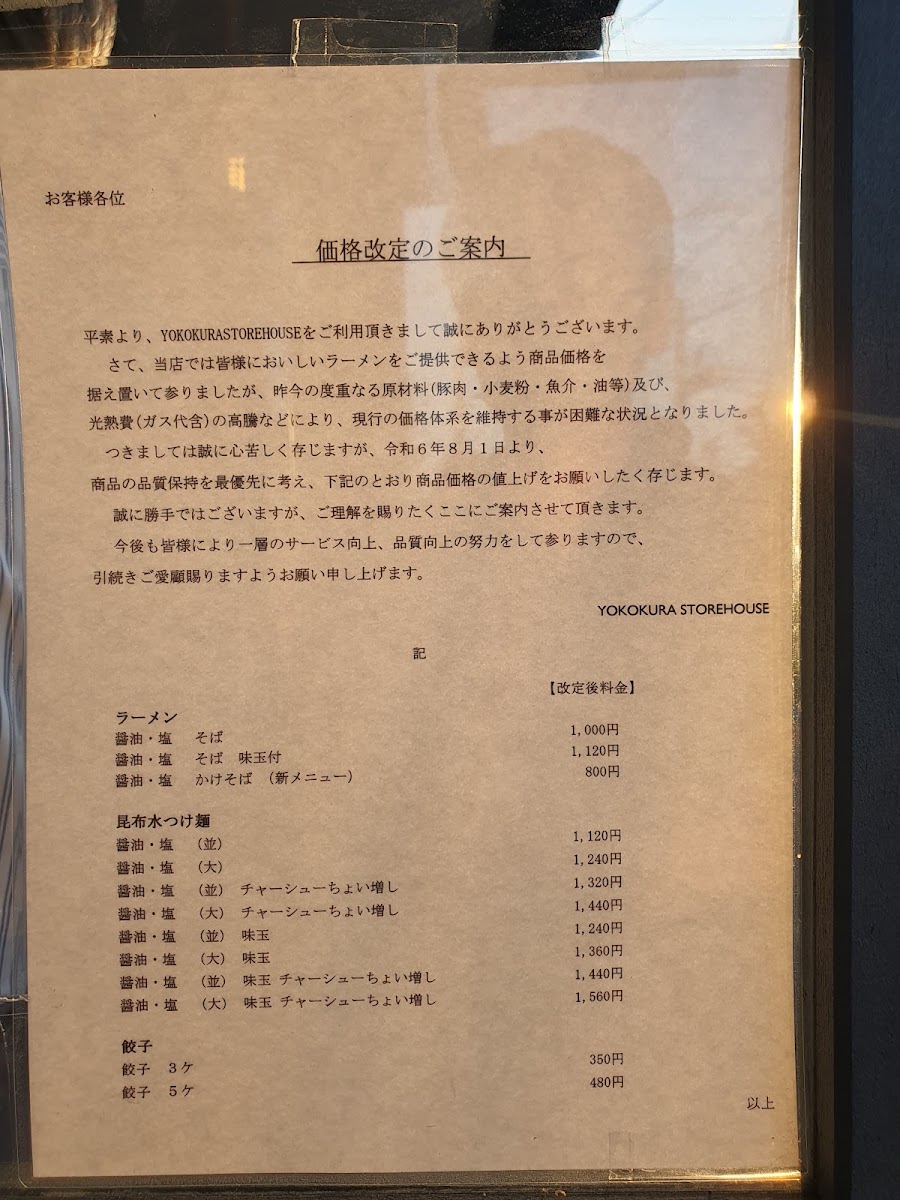 お客様各位
価格改定のご案内
平素より、YOKOKURASTOREHOUSEをご利用頂きまして誠にありがとうございます。
さて、当店では皆様においしいラーメンをご提供できるよう商品価格を
据え置いて参りましたが、昨今の度重なる原材料(豚肉・小麦粉・魚介・油等)及び、
光熱費(ガス代含)の高騰などにより、現行の価格体系を維持する事が困難な状況となりました。
つきましては誠に心苦しく存じますが、令和6年8月1日より、
商品の品質保持を最優先に考え、下記のとおり商品価格の値上げをお願いしたく存じます。
誠に勝手ではございますが、ご理解を賜りたくここにご案内させて頂きます。
今後も皆様により一層のサービス向上、品質向上の努力をして参りますので、
引続きご愛顧賜りますようお願い申し上げます。
YOKOKURA STOREHOUSE
記
【改定後料金】
ラーメン
醤油・塩 そば 1,000円
醤油・塩 そば 味玉付 1,120円
醤油・塩 かけそば (新メニュー) 800円
昆布水つけ麺
醤油・塩 (並) 1,120円
醤油・塩 (大) 1,240円
醤油・塩 (並) チャーシューちょい増し 1,320円
醤油・塩 (大) チャーシューちょい増し 1,440円
醤油・塩 (並) 味玉 1,240円
醤油・塩 (大) 味玉 1,360円
醤油・塩 (並) 味玉 チャーシューちょい増し 1,440円
醤油・塩 (大) 味玉 チャーシューちょい増し 1,560円
餃子
餃子 3ケ 350円
餃子 5ケ 480円
以上